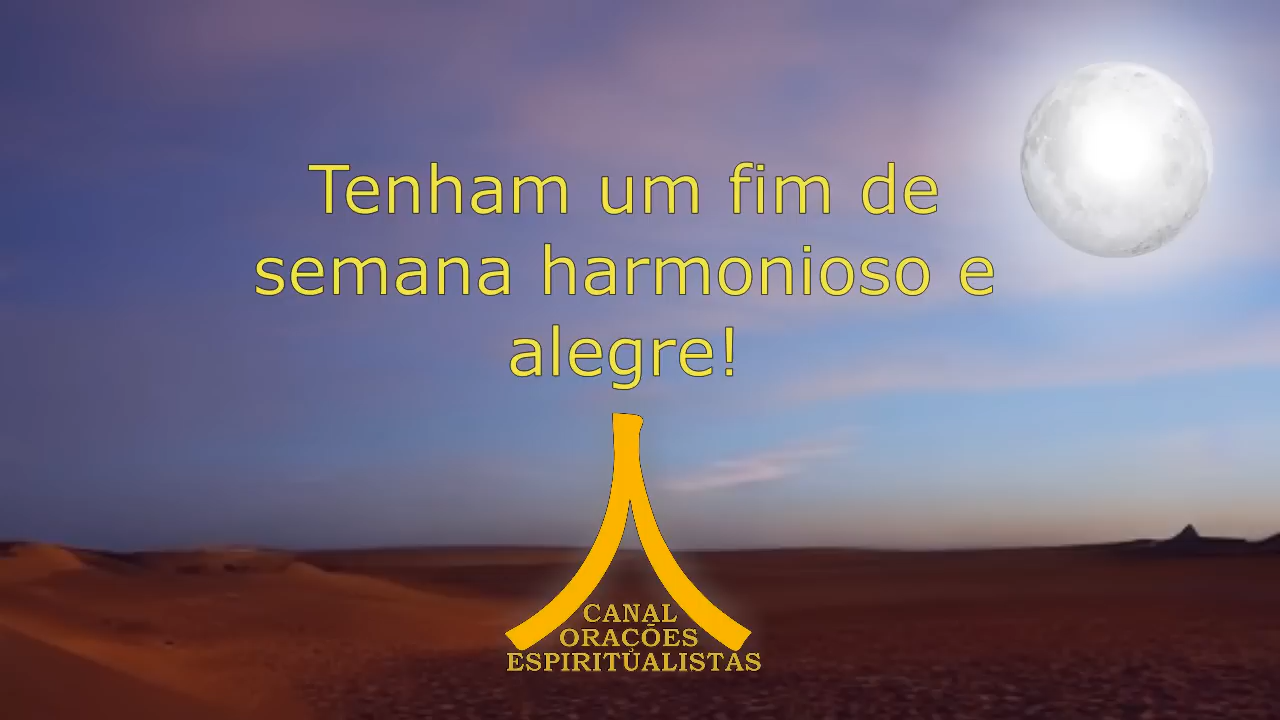 Tenham um fim de
semana harmonioso e
alegre!
CANAL
ORAÇÕES
ESPIRITUALISTAS